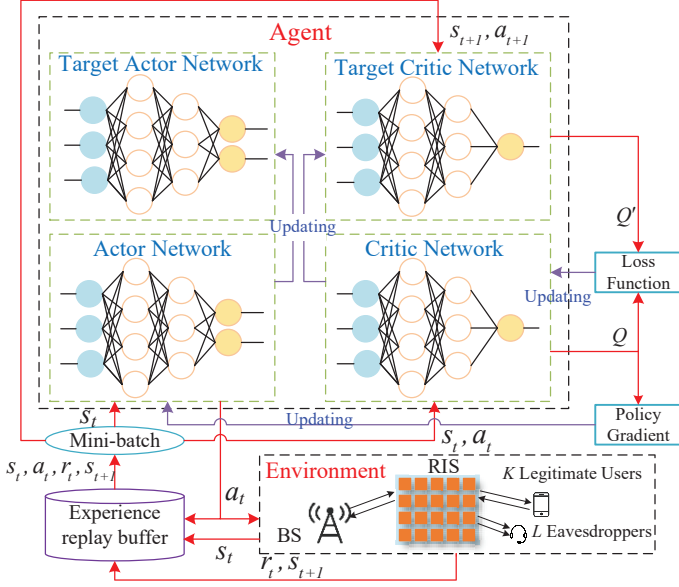 s_{t+1}, a_{t+1}
Agent
Target Actor Network
Target Critic Network
Updating
Q'
Actor Network
Critic Network
Loss
Function
Updating
Q
s_t
Updating
Policy
Gradient
Mini-batch
s_t, a_t
s_t, a_t, r_t, s_{t+1}
Environment
RIS
K Legitimate Users
a_t
Experience
replay buffer
BS
L Eavesdroppers
s_t
r_t, s_{t+1}